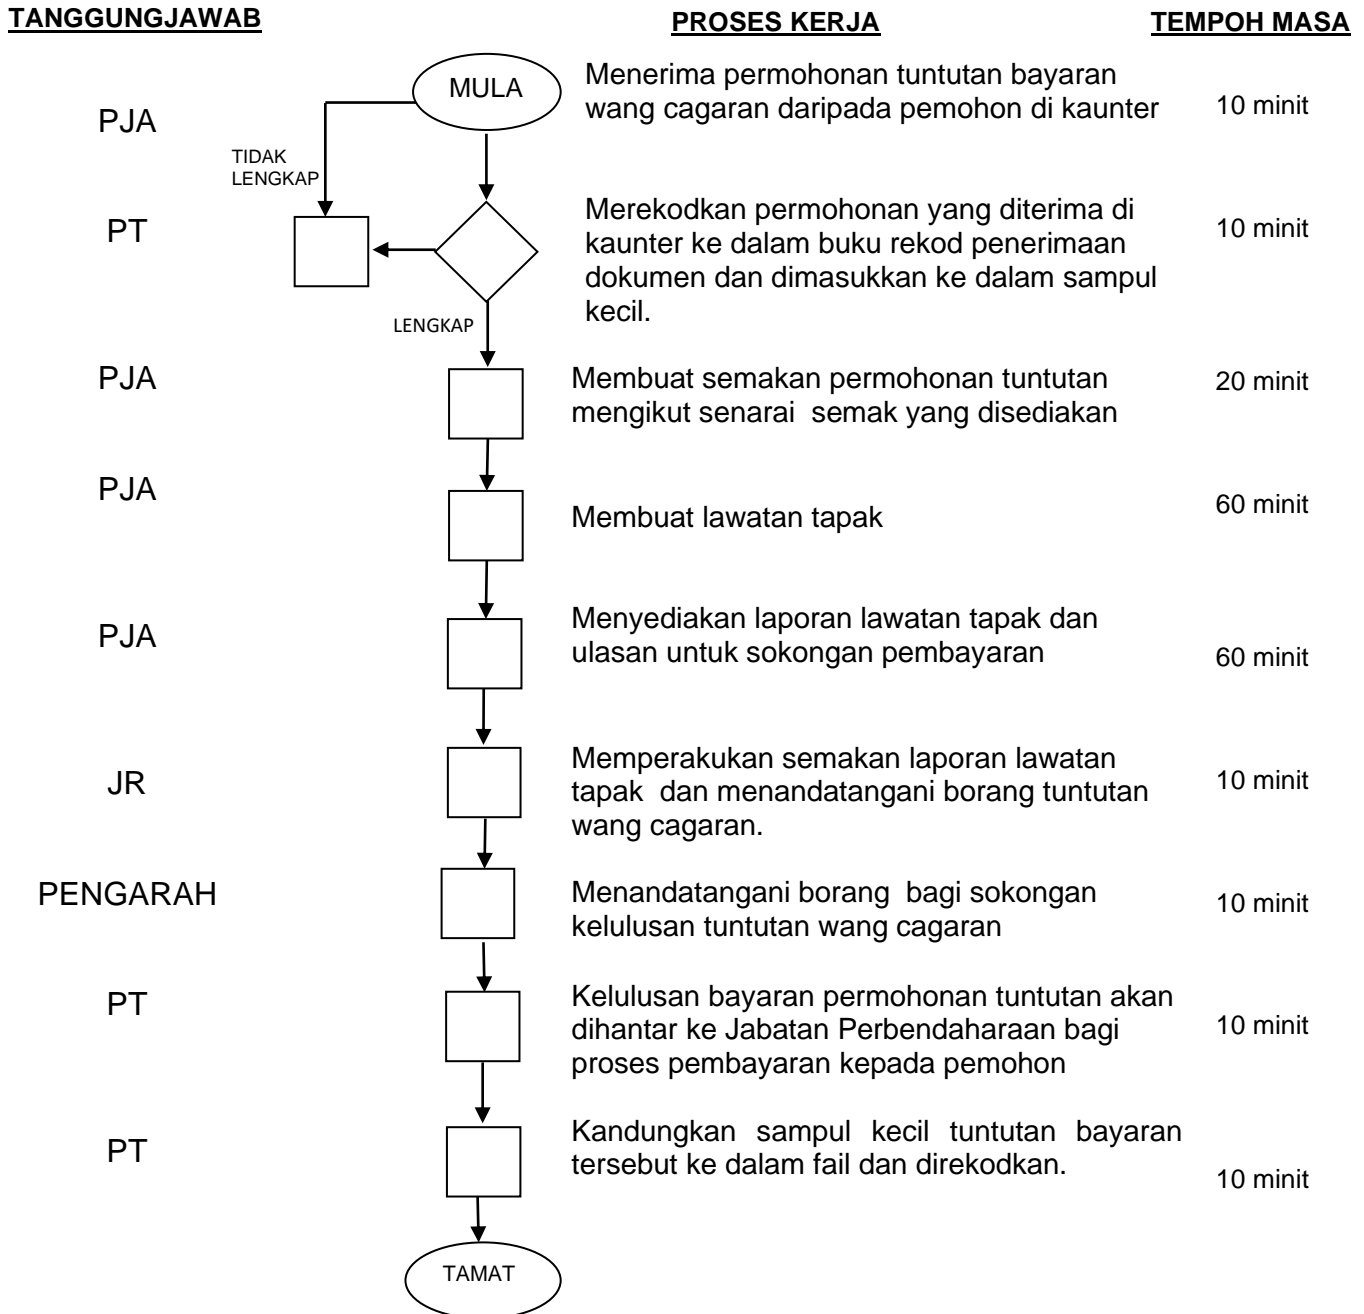 TANGGUNGJAWAB
PROSES KERJA
TEMPOH MASA
MULA
PJA
Menerima permohonan tuntutan bayaran
wang cagaran daripada pemohon di kaunter
10 minit
TIDAK
LENGKAP
PT
Merekodkan permohonan yang diterima di
kaunter ke dalam buku rekod penerimaan
dokumen dan dimasukkan ke dalam sampul
kecil.
10 minit
LENGKAP
PJA
Membuat semakan permohonan tuntutan
mengikut senarai semak yang disediakan
20 minit
PJA
Membuat lawatan tapak
60 minit
PJA
Menyediakan laporan lawatan tapak dan
ulasan untuk sokongan pembayaran
60 minit
JR
Memperakukan semakan laporan lawatan
tapak dan menandatangani borang tuntutan
wang cagaran.
10 minit
PENGARAH
Menandatangani borang bagi sokongan
kelulusan tuntutan wang cagaran
10 minit
PT
Kelulusan bayaran permohonan tuntutan akan
dihantar ke Jabatan Perbendaharaan bagi
proses pembayaran kepada pemohon
10 minit
PT
Kandungkan sampul kecil tuntutan bayaran
tersebut ke dalam fail dan direkodkan.
10 minit
TAMAT